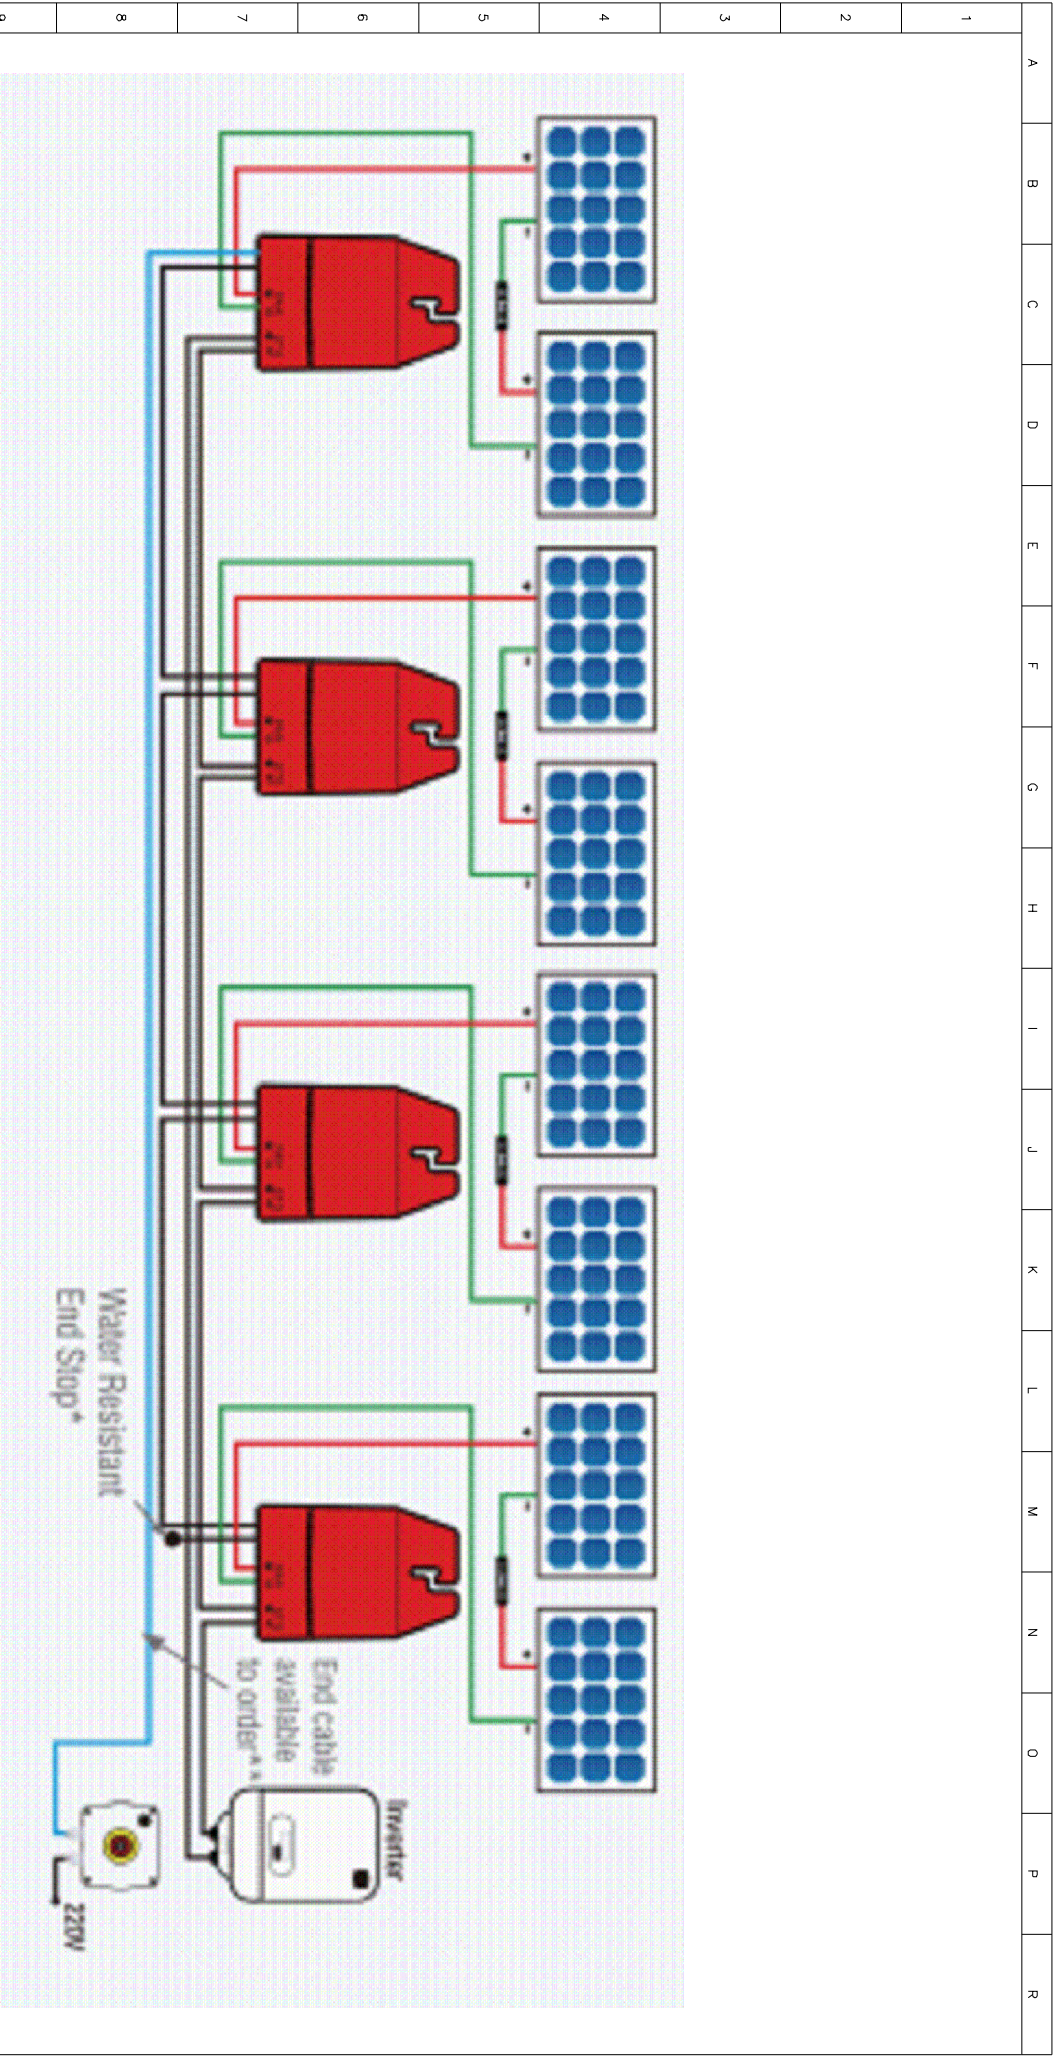 1
2
3
4
5
6
7
8
9
A
B
C
D
E
F
G
H
I
J
K
L
M
N
O
P
R
+
-
+
-
+
-
+
-
+
-
+
-
+
-
+
-
Inverter
End cable
available
to order**
Water Resistant
End Stop*
220V